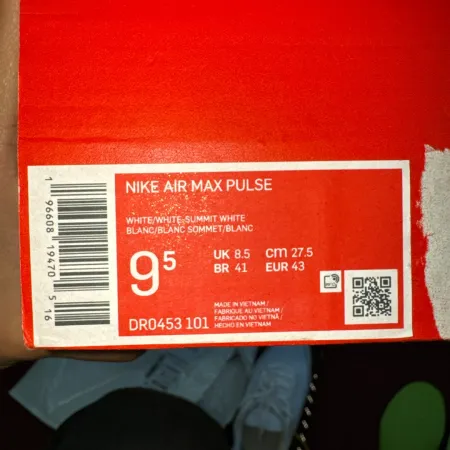 NIKE AIR MAX PULSE
WHITE/WHITE-SUMMIT WHITE
BLANC/BLANC SOMMET/BLANC
9⁵
UK 8.5 cm 27.5
BR 41 EUR 43
DR0453 101
MADE IN VIETNAM /
FABRIQUÉ AU VIETNAM /
FABRICADO NO VIETNÃ /
HECHO EN VIETNAM
1 96608 19470 5 16